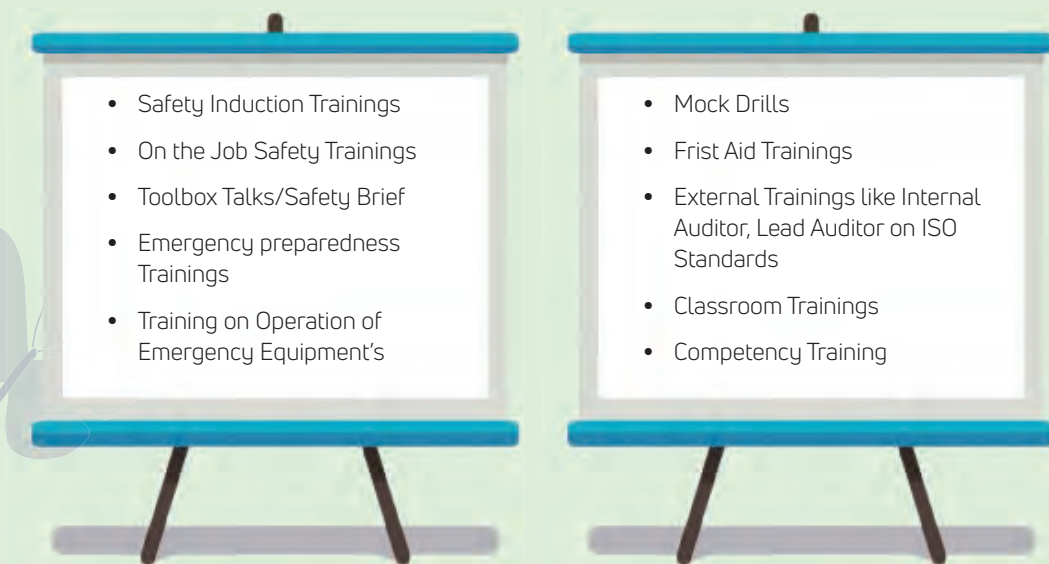 • Safety Induction Trainings
• On the Job Safety Trainings
• Toolbox Talks/Safety Brief
• Emergency preparedness
Trainings
• Training on Operation of
Emergency Equipment's
• Mock Drills
• Frist Aid Trainings
• External Trainings like Internal
Auditor, Lead Auditor on ISO
Standards
• Classroom Trainings
• Competency Training